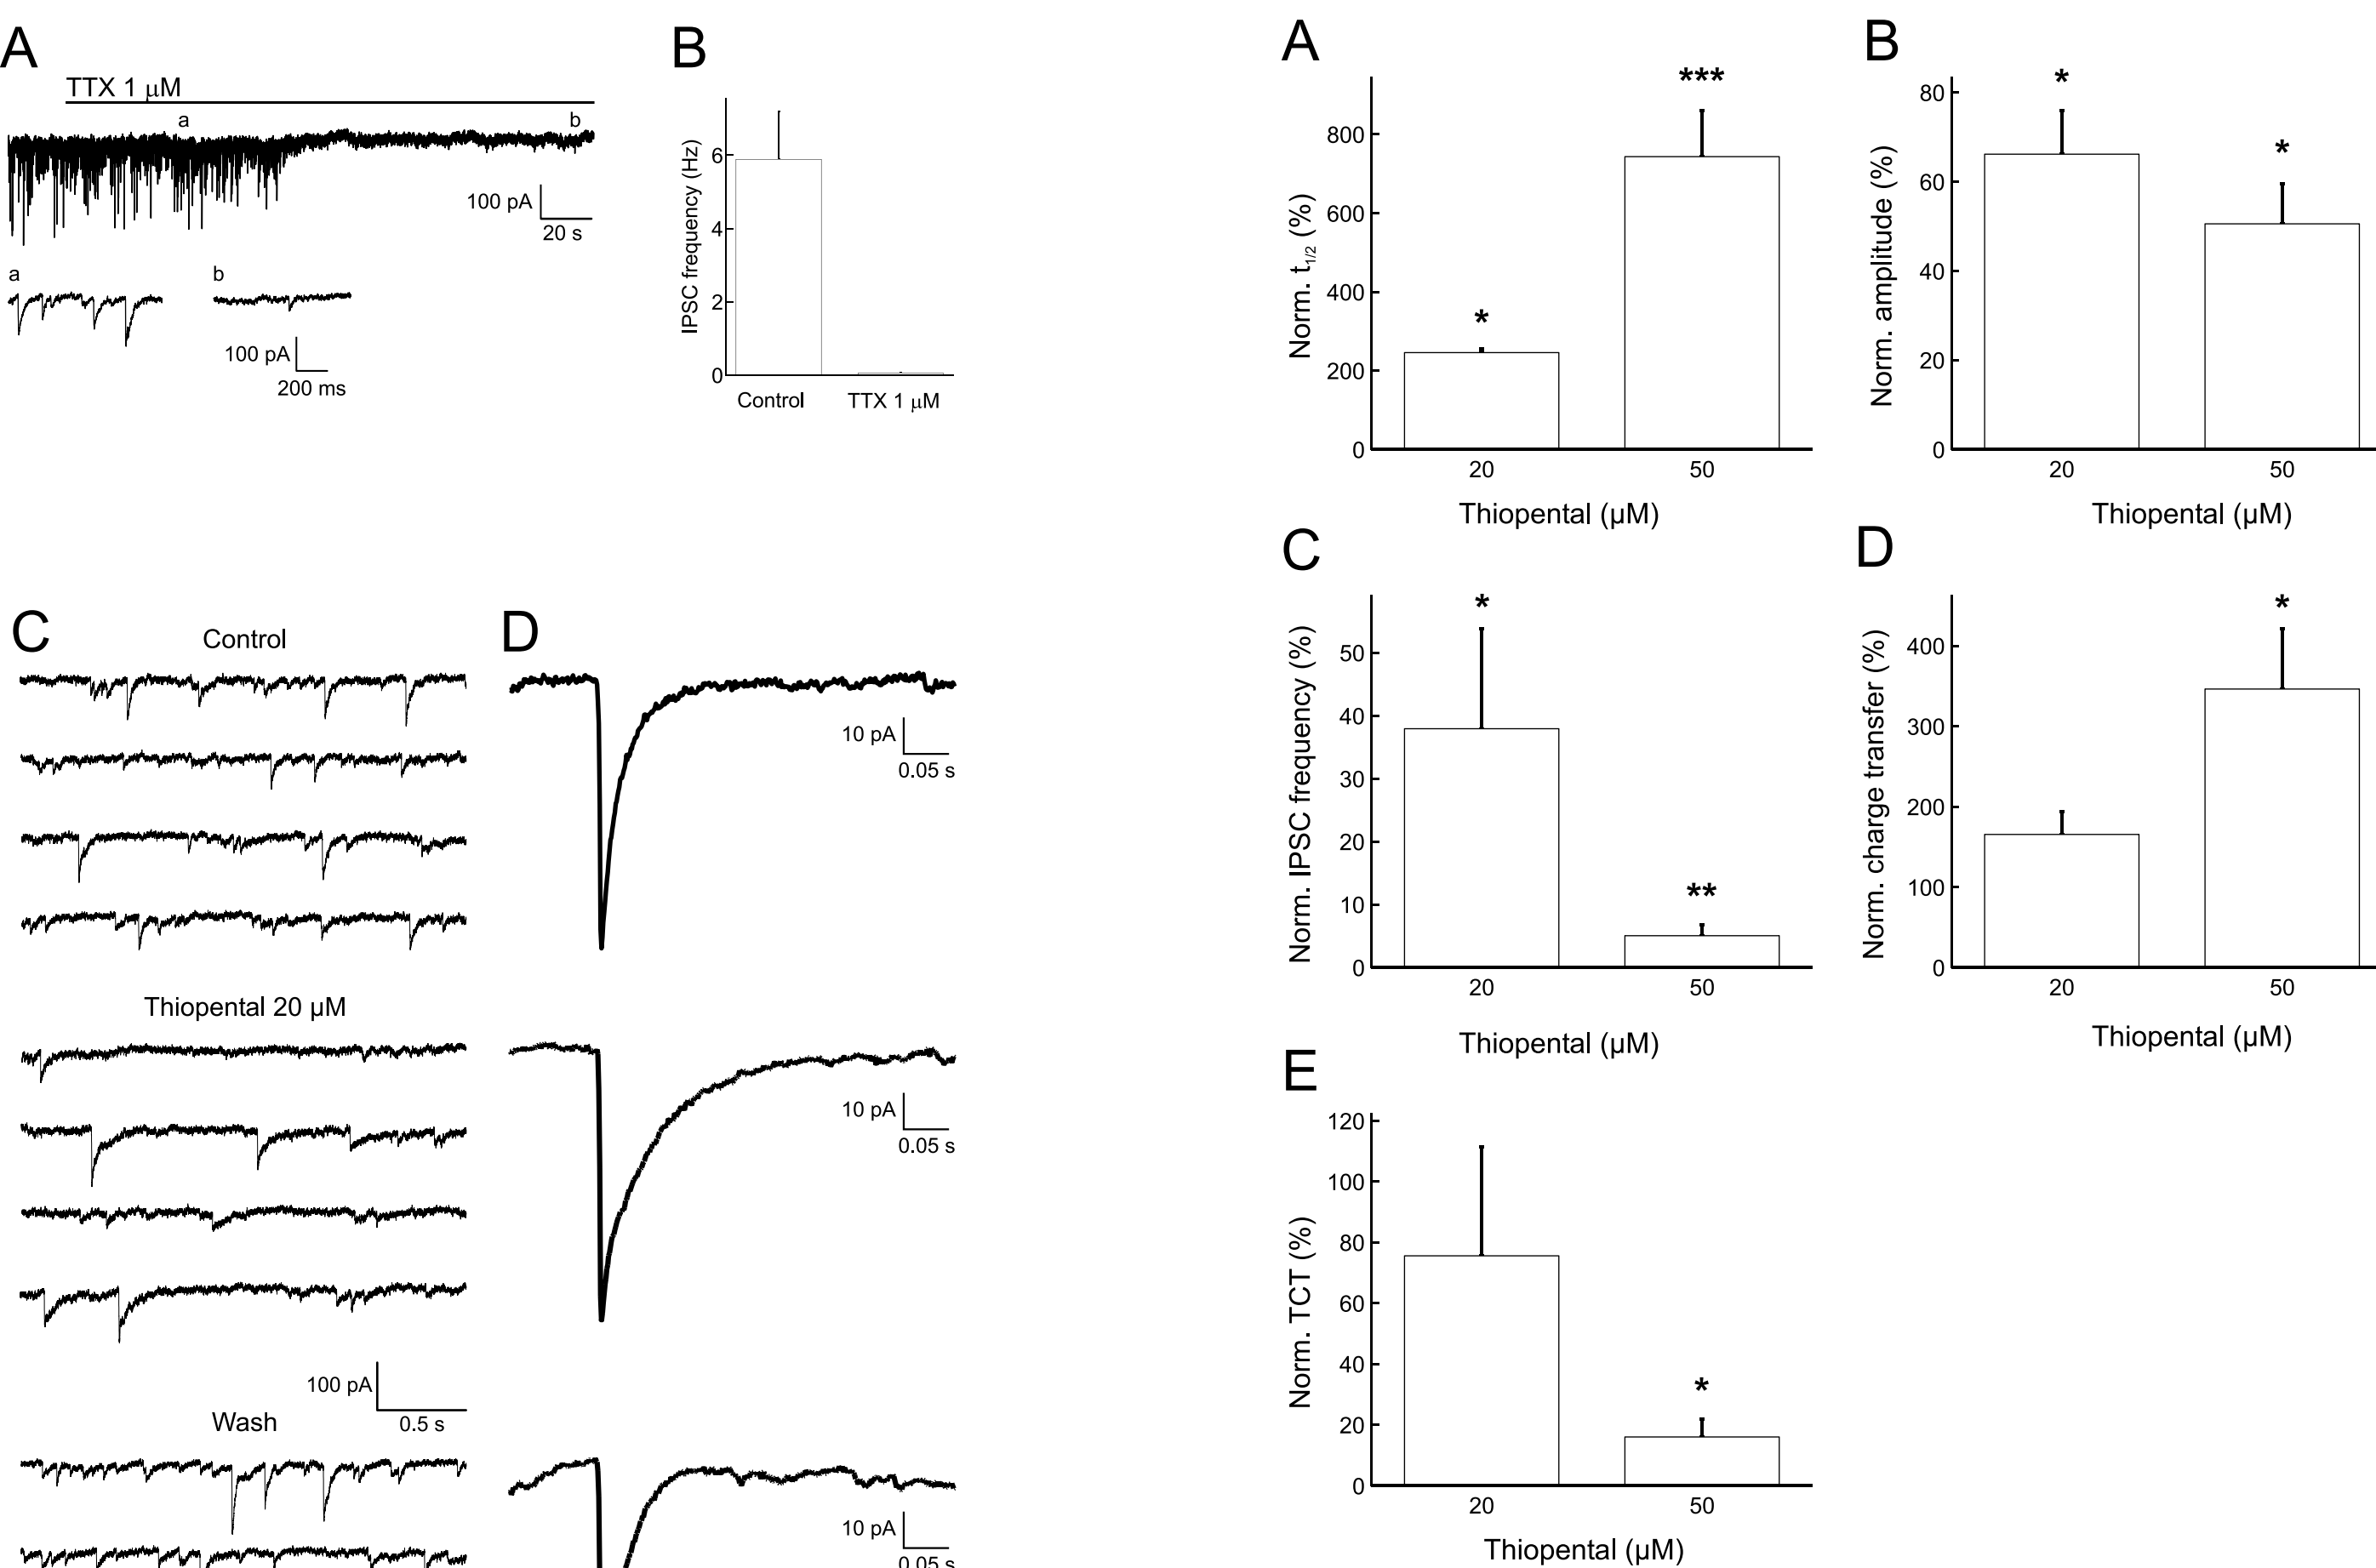 A
TTX 1 µM
a
b
100 pA
20 s
a
b
100 pA
200 ms
B
IPSC frequency (Hz)
6
4
2
0
Control
TTX 1 µM
C
Control
Thiopental 20 µM
100 pA
0.5 s
Wash
D
10 pA
0.05 s
10 pA
0.05 s
10 pA
0.05 s
A
Norm. t1/2 (%)
800
600
400
200
0
*
***
20
50
Thiopental (µM)
B
Norm. amplitude (%)
80
60
40
20
0
*
*
20
50
Thiopental (µM)
C
Norm. IPSC frequency (%)
50
40
30
20
10
0
*
**
20
50
Thiopental (µM)
D
Norm. charge transfer (%)
400
300
200
100
0
*
20
50
Thiopental (µM)
E
Norm. TCT (%)
120
100
80
60
40
20
0
*
20
50
Thiopental (µM)